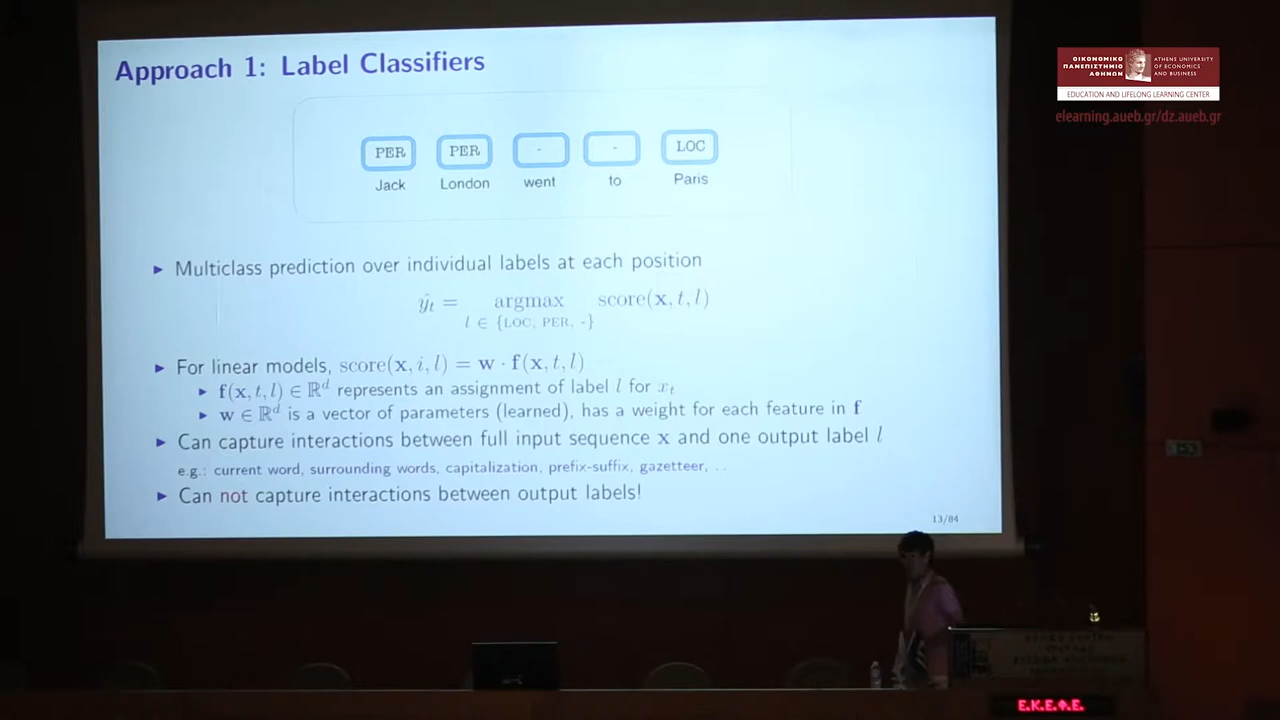 Approach 1: Label Classifiers
PER PER - - LOC
Jack London went to Paris
▶ Multiclass prediction over individual labels at each position
ŷ_t = argmax score(x, t, l)
l ∈ {LOC, PER, -}
▶ For linear models, score(x, i, l) = w · f(x, t, l)
▶ f(x, t, l) ∈ ℝ^d represents an assignment of label l for x_t
▶ w ∈ ℝ^d is a vector of parameters (learned), has a weight for each feature in f
▶ Can capture interactions between full input sequence x and one output label l
e.g.: current word, surrounding words, capitalization, prefix-suffix, gazetteer, ...
▶ Can not capture interactions between output labels!
13/84
ΟΙΚΟΝΟΜΙΚΟ
ΠΑΝΕΠΙΣΤΗΜΙΟ
ΑΘΗΝΩΝ
ATHENS UNIVERSITY
OF ECONOMICS
AND BUSINESS
EDUCATION AND LIFELONG LEARNING CENTER
elearning.aueb.gr/dz.aueb.gr
Ε.Κ.Ε.Φ.Ε.